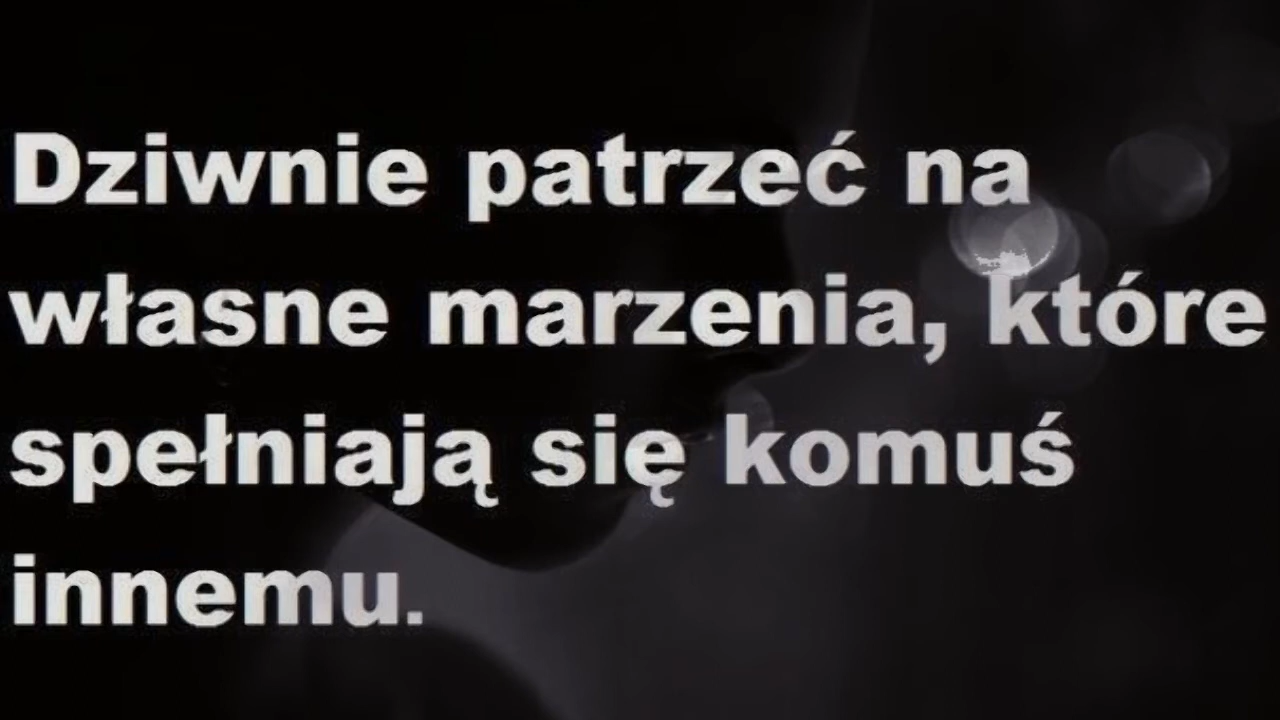 Dziwnie patrzeć na
własne marzenia, które
spełniają się komuś
innemu.